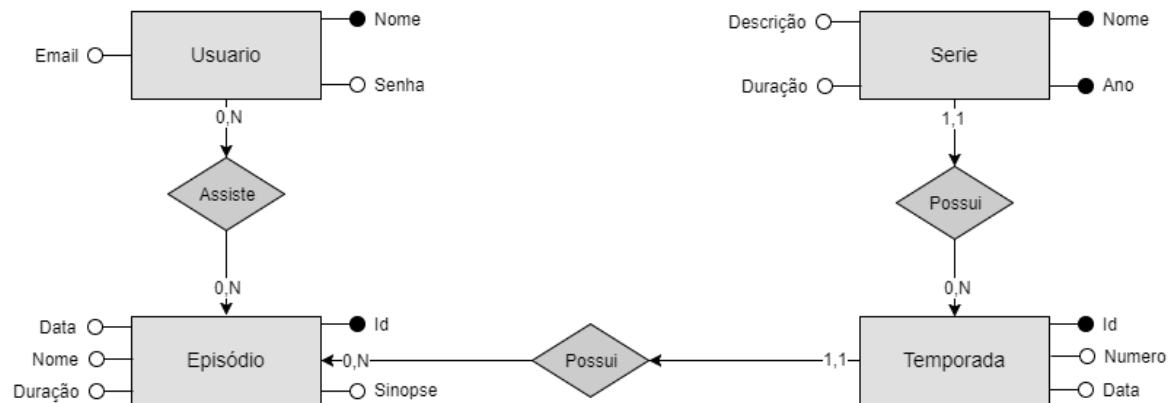 Nome
Email
Usuario
Senha
0,N
Assiste
0,N
Data
Id
Nome
Episódio
Duração
Sinopse
0,N
Possui
1,1
Descrição
Nome
Serie
Duração
Ano
1,1
Possui
0,N
Id
Temporada
Numero
Data